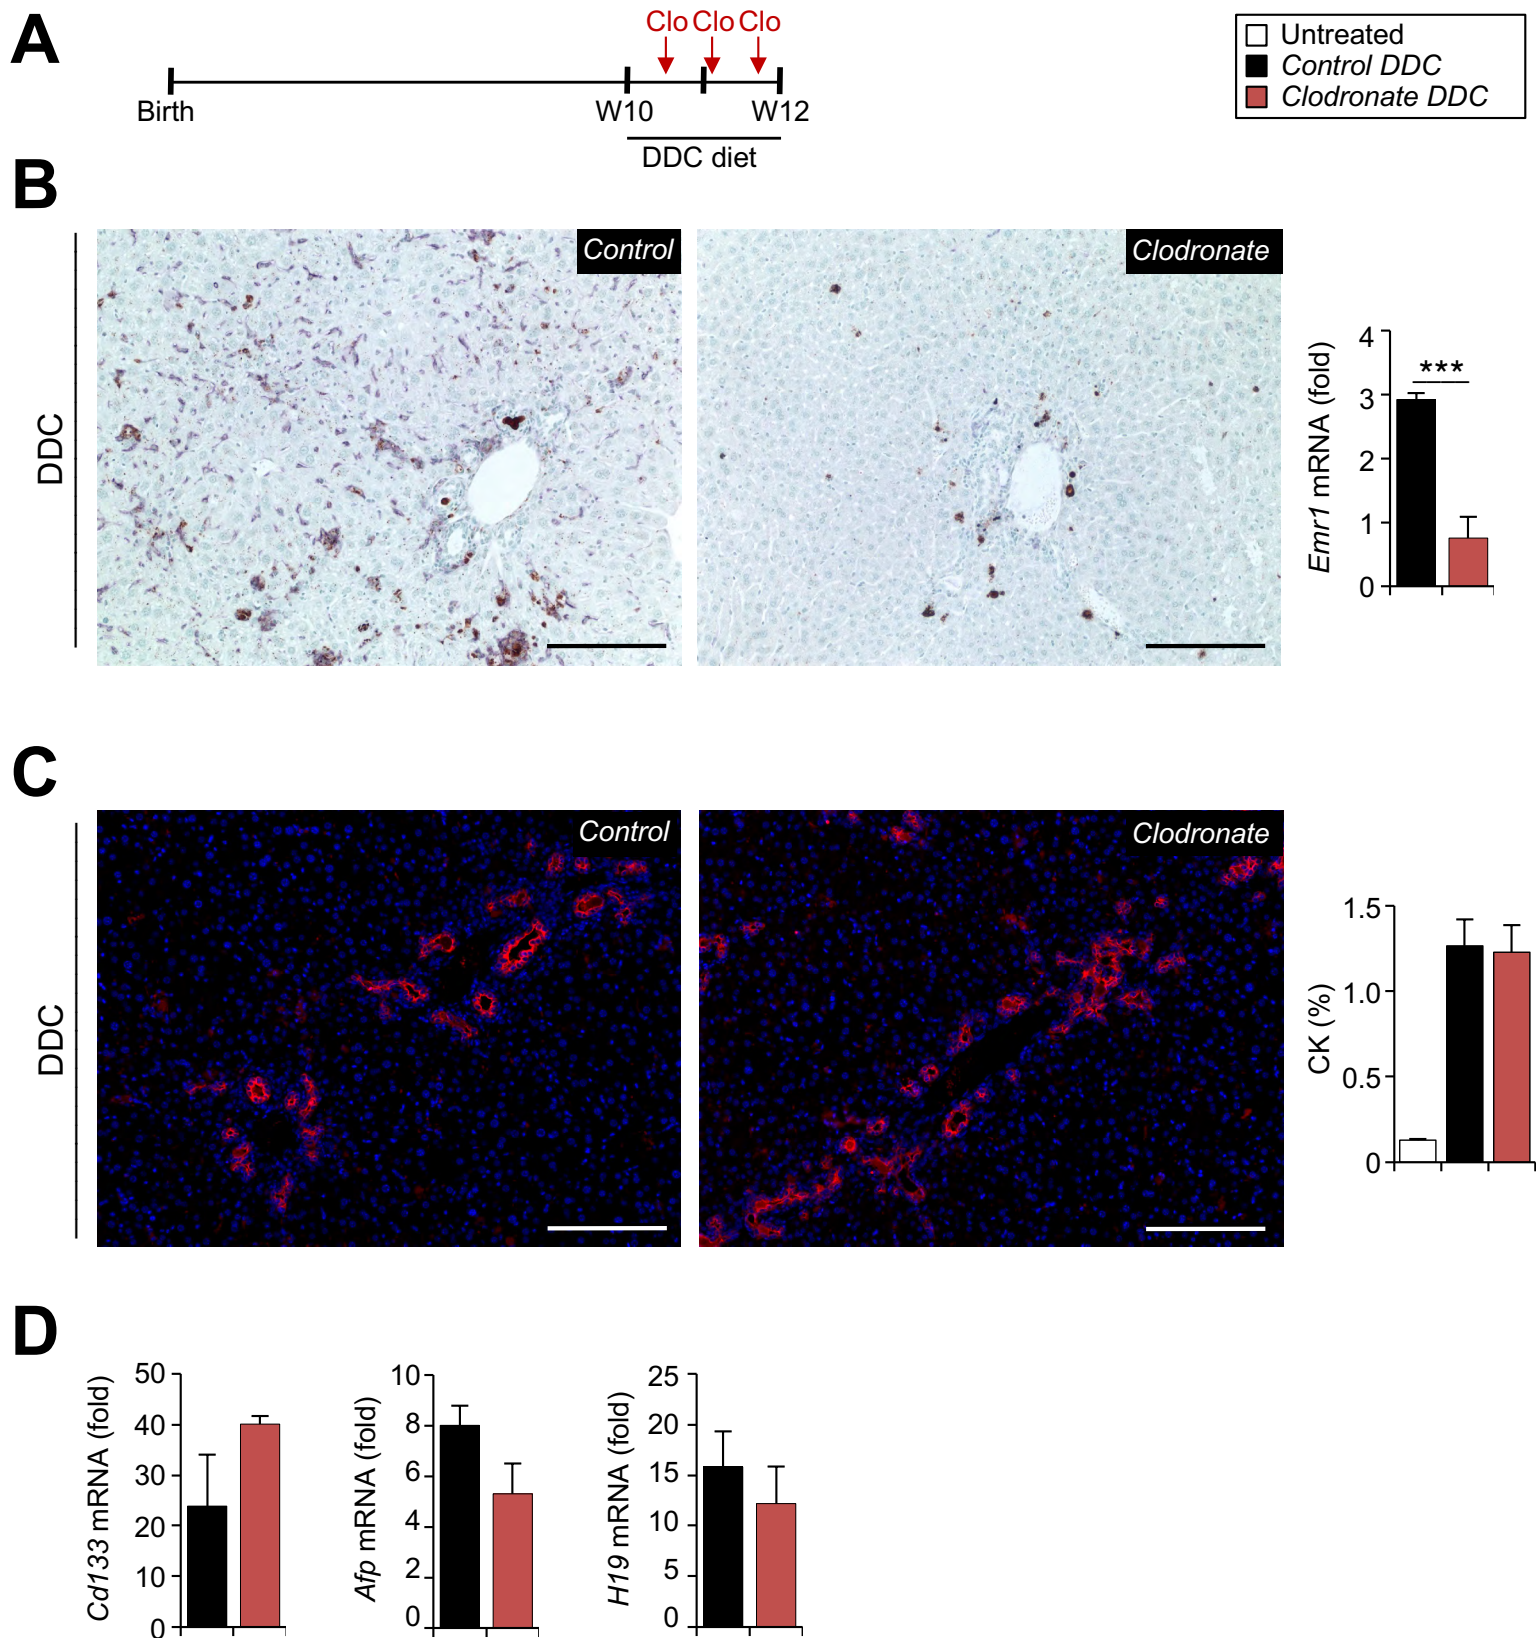 A
Clo Clo Clo
Birth
W10
W12
DDC diet
Untreated
Control DDC
Clodronate DDC
B
DDC
Control
Clodronate
Emr1 mRNA (fold)
4
3
2
1
0
***
C
DDC
Control
Clodronate
CK (%)
1.5
1.0
0.5
0
D
Cd133 mRNA (fold)
50
40
30
20
10
0
Afp mRNA (fold)
10
8
6
4
2
0
H19 mRNA (fold)
25
20
15
10
5
0